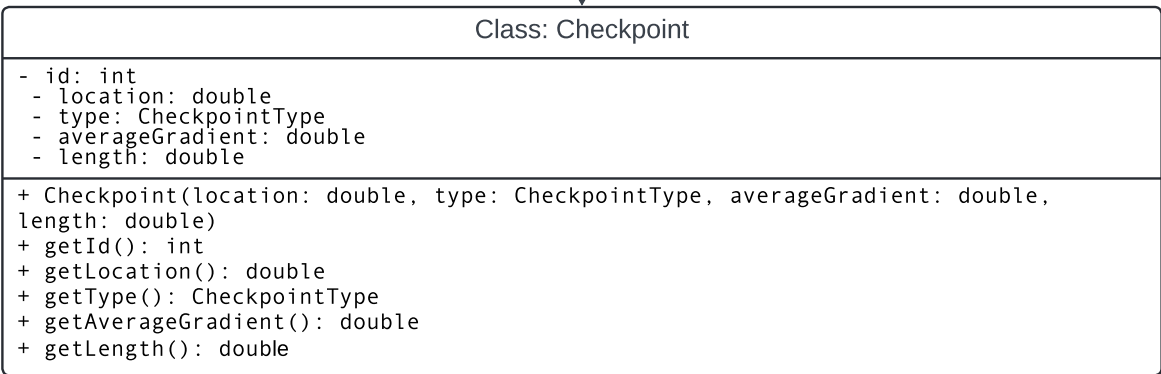 Class: Checkpoint
- id: int
- location: double
- type: CheckpointType
- averageGradient: double
- length: double
+ Checkpoint(location: double, type: CheckpointType, averageGradient: double,
length: double)
+ getId(): int
+ getLocation(): double
+ getType(): CheckpointType
+ getAverageGradient(): double
+ getLength(): double